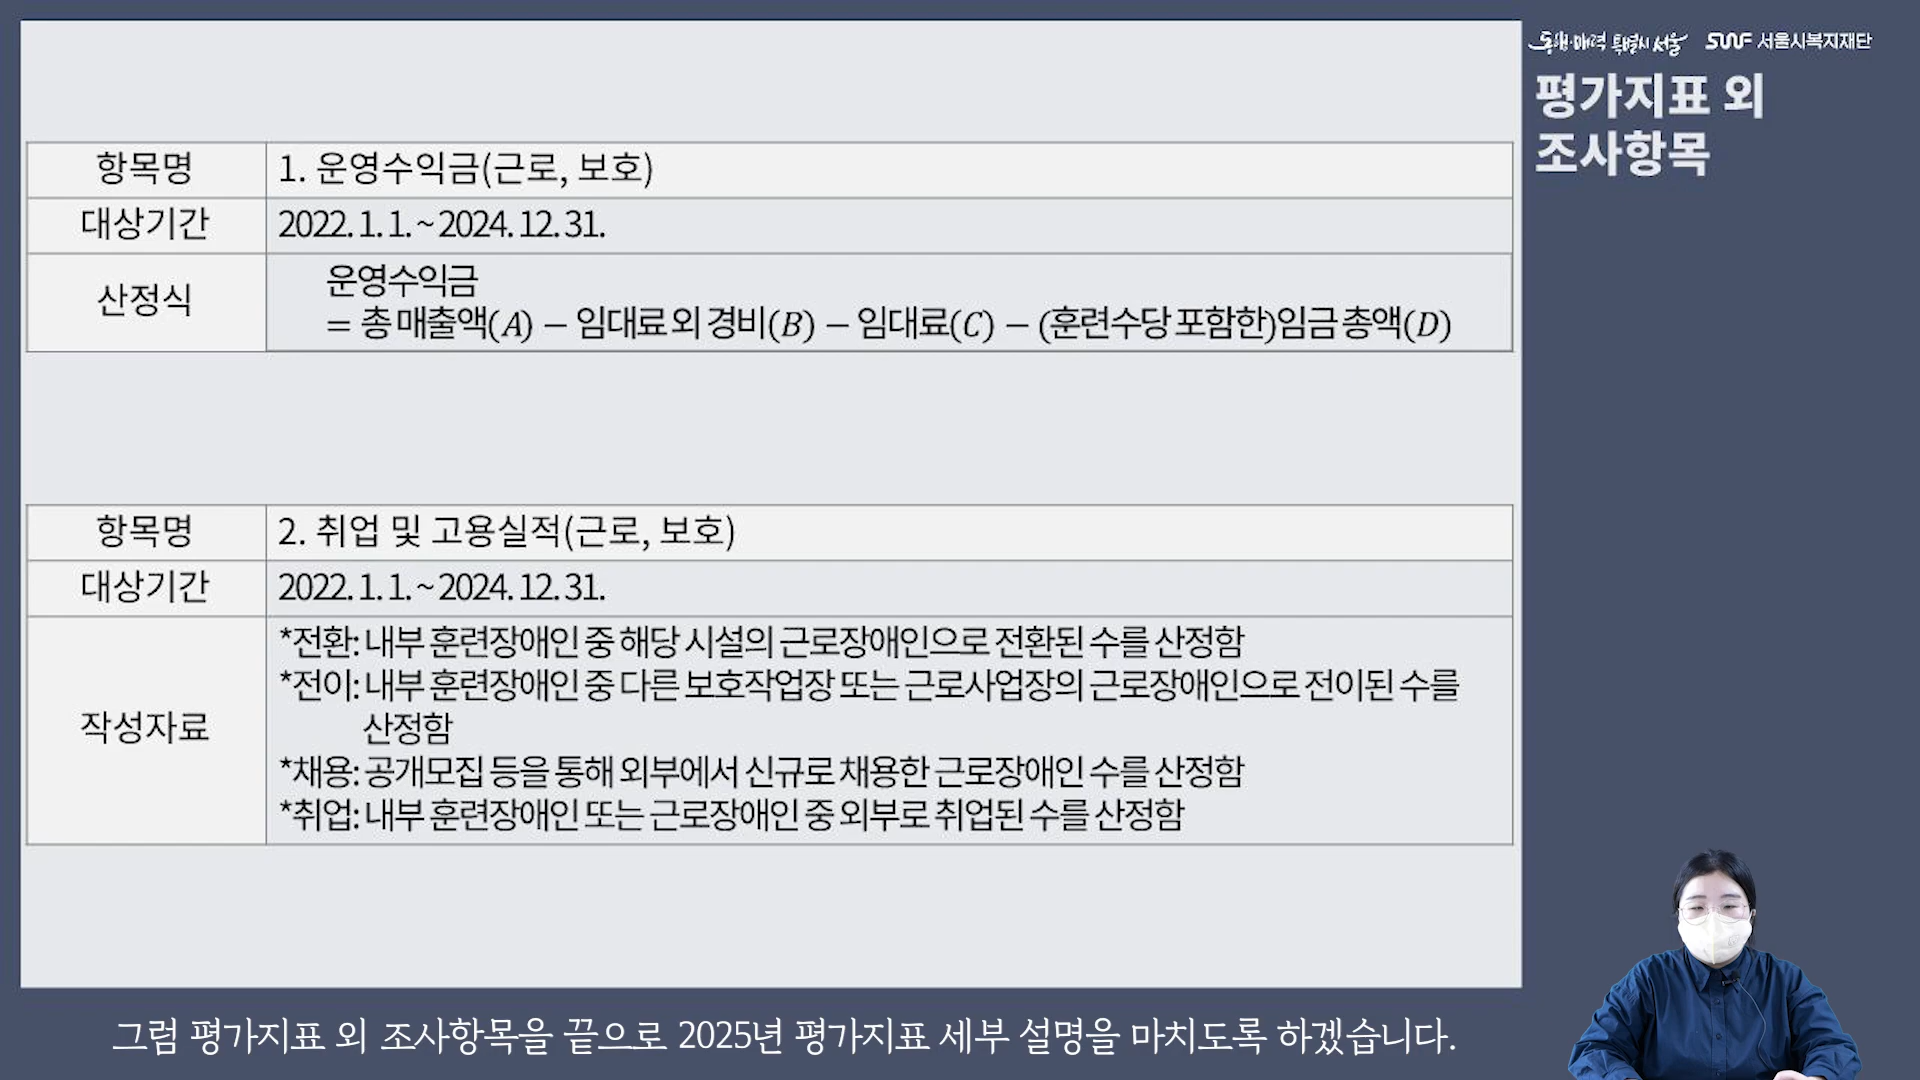 동행·매력 특별시 서울 SWF 서울시복지재단
평가지표 외
조사항목
항목명 1. 운영수익금(근로, 보호)
대상기간 2022. 1. 1. ~ 2024. 12. 31.
산정식 운영수익금
= 총 매출액(A) − 임대료 외 경비(B) − 임대료(C) − (훈련수당 포함한)임금 총액(D)
항목명 2. 취업 및 고용실적(근로, 보호)
대상기간 2022. 1. 1. ~ 2024. 12. 31.
작성자료
*전환: 내부 훈련장애인 중 해당 시설의 근로장애인으로 전환된 수를 산정함
*전이: 내부 훈련장애인 중 다른 보호작업장 또는 근로사업장의 근로장애인으로 전이된 수를
산정함
*채용: 공개모집 등을 통해 외부에서 신규로 채용한 근로장애인 수를 산정함
*취업: 내부 훈련장애인 또는 근로장애인 중 외부로 취업된 수를 산정함
그럼 평가지표 외 조사항목을 끝으로 2025년 평가지표 세부 설명을 마치도록 하겠습니다.